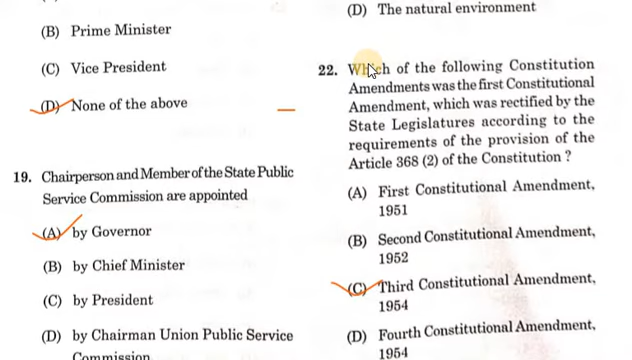 (B) Prime Minister
(C) Vice President
(D) None of the above
19. Chairperson and Member of the State Public
Service Commission are appointed
(A) by Governor
(B) by Chief Minister
(C) by President
(D) by Chairman Union Public Service
Commission
(D) The natural environment
22. Which of the following Constitution
Amendments was the first Constitutional
Amendment, which was rectified by the
State Legislatures according to the
requirements of the provision of the
Article 368 (2) of the Constitution ?
(A) First Constitutional Amendment,
1951
(B) Second Constitutional Amendment,
1952
(C) Third Constitutional Amendment,
1954
(D) Fourth Constitutional Amendment,
1954